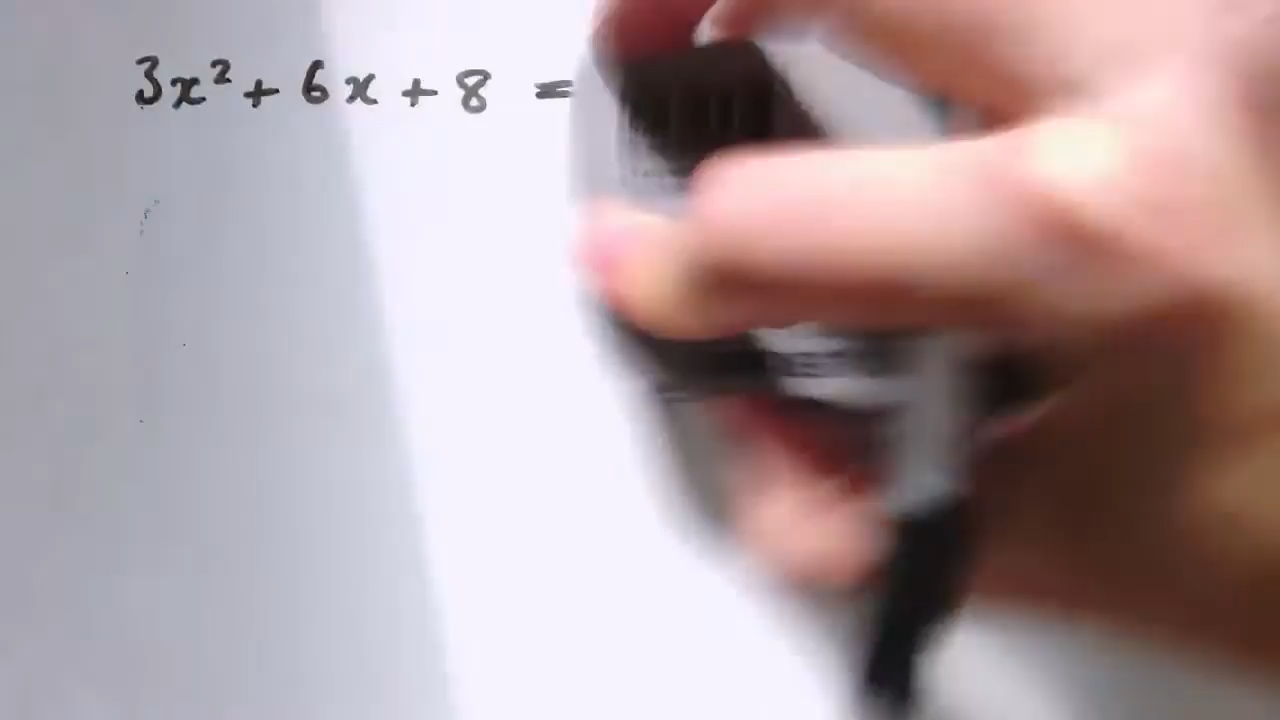 3x² + 6x + 8 =